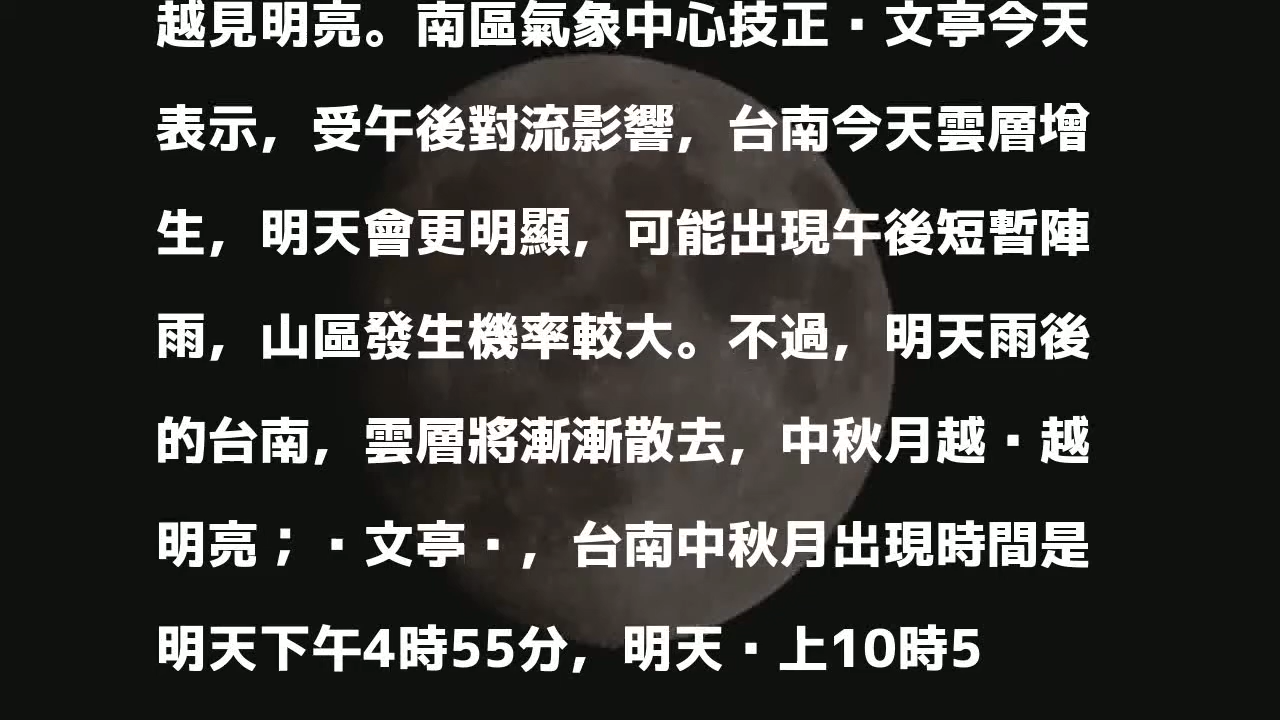 越見明亮。南區氣象中心技正▪文亭今天
表示，受午後對流影響，台南今天雲層增
生，明天會更明顯，可能出現午後短暫陣
雨，山區發生機率較大。不過，明天雨後
的台南，雲層將漸漸散去，中秋月越▪越
明亮；▪文亭▪，台南中秋月出現時間是
明天下午4時55分，明天▪上10時5